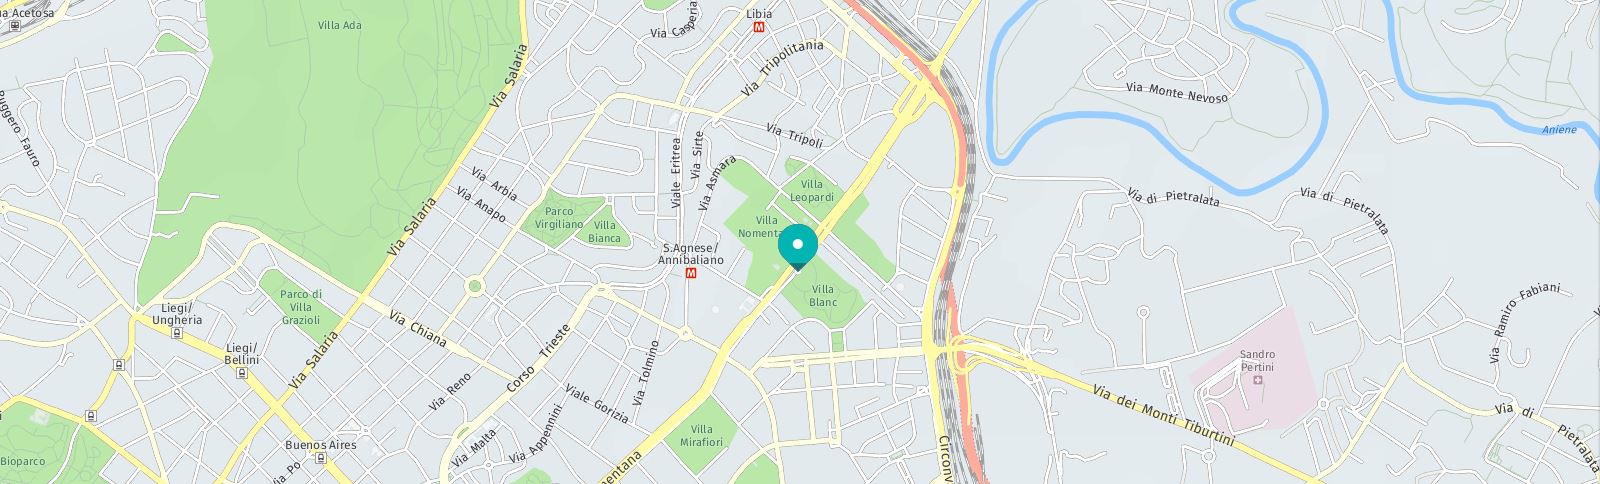 Acetosa
Villa Ada
Via Casperia
Libia
M
Via Salaria
Via Tripolitania
Via Monte Nevoso
Aniene
Ruggero Fauro
Via Tripoli
Viale Eritrea
Via Sirte
Via Asmara
Via Arbia
Via Anapo
Via Salaria
Parco
Virgiliano
Villa
Bianca
Villa
Leopardi
Villa
Nomenta
Via di Pietralata
Via di Pietralata
S.Agnese/
Annibaliano
M
Villa
Blanc
Parco di
Villa
Grazioli
Liegi/
Ungheria
Via Chiana
Liegi/
Bellini
Via Salaria
Corso Trieste
Via Reno
Via Tolmino
Viale Gorizia
Via Ramiro Fabiani
Sandro
Pertini
Via dei Monti Tiburtini
Via di
Pietralata
Villa
Mirafiori
Via Malta
Via Appennini
Buenos Aires
Via Po
Bioparco
mentana
Circonv